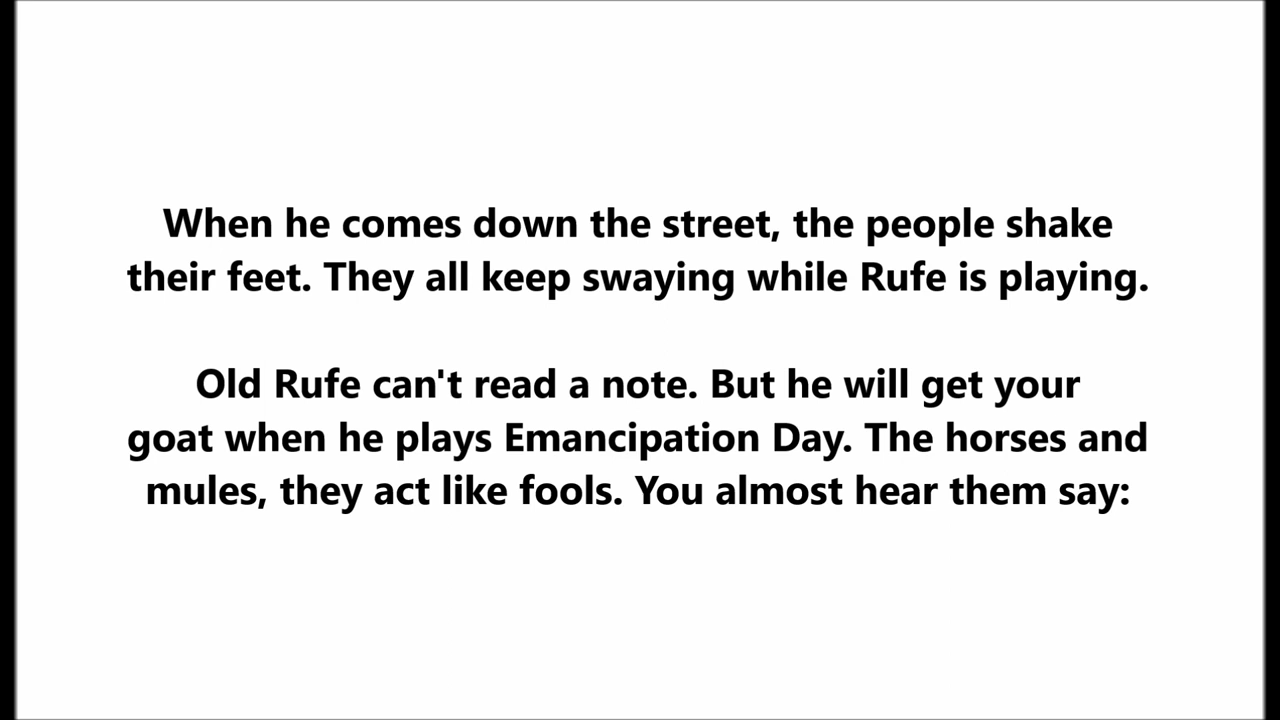 When he comes down the street, the people shake
their feet. They all keep swaying while Rufe is playing.
Old Rufe can't read a note. But he will get your
goat when he plays Emancipation Day. The horses and
mules, they act like fools. You almost hear them say: